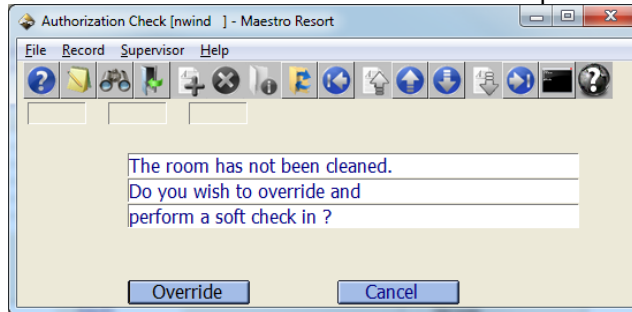 Authorization Check [nwind ] - Maestro Resort
File Record Supervisor Help
The room has not been cleaned.
Do you wish to override and
perform a soft check in ?
Override Cancel